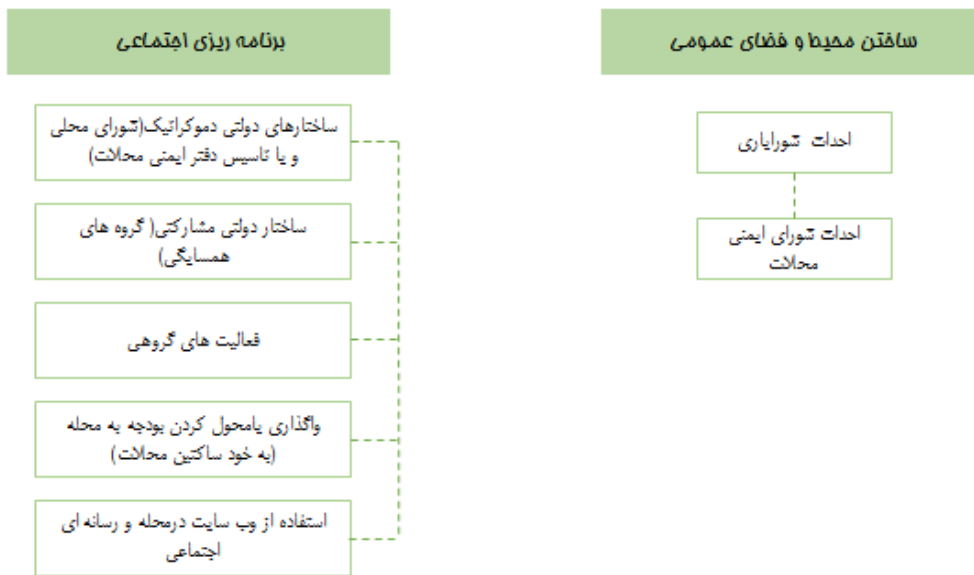 ساختن محیط و فضای عمومی
احداث شورایاری
احداث شورای ایمنی
محلات
برنامه ریزی اجتماعی
ساختارهای دولتی دموکراتیک(شورای محلی
و یا تاسیس دفتر ایمنی محلات)
ساختار دولتی مشارکتی( گروه های
همسایگی)
فعالیت های گروهی
واگذاری یامحول کردن بودجه به محله
(به خود ساکتین محلات)
استفاده از وب سایت درمحله و رسانه ای
اجتماعی